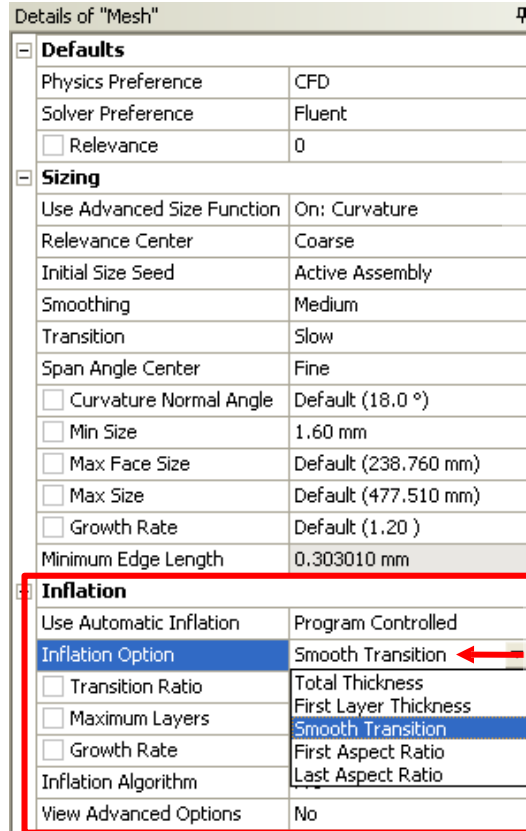 Details of "Mesh"
Defaults
Physics Preference CFD
Solver Preference Fluent
Relevance 0
Sizing
Use Advanced Size Function On: Curvature
Relevance Center Coarse
Initial Size Seed Active Assembly
Smoothing Medium
Transition Slow
Span Angle Center Fine
Curvature Normal Angle Default (18.0 °)
Min Size 1.60 mm
Max Face Size Default (238.760 mm)
Max Size Default (477.510 mm)
Growth Rate Default (1.20 )
Minimum Edge Length 0.303010 mm
Inflation
Use Automatic Inflation Program Controlled
Inflation Option Smooth Transition
Transition Ratio Total Thickness
First Layer Thickness
Maximum Layers Smooth Transition
Growth Rate First Aspect Ratio
Inflation Algorithm Last Aspect Ratio
View Advanced Options No